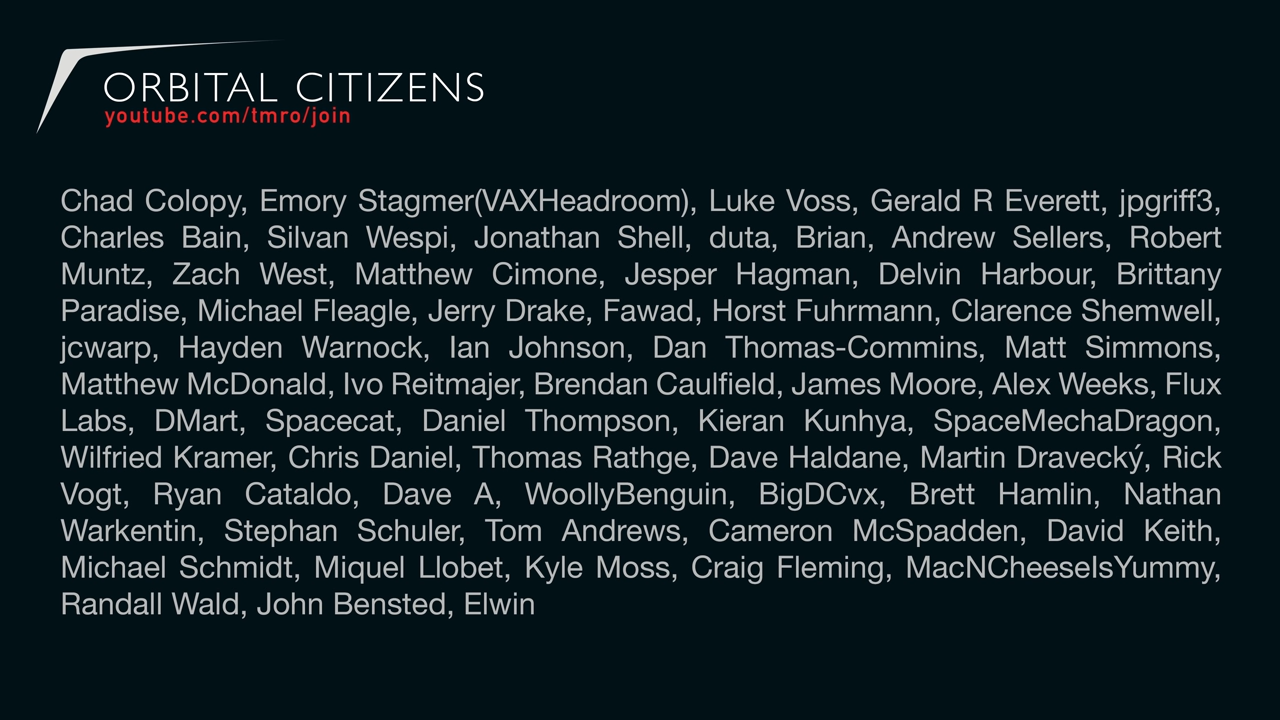 ORBITAL CITIZENS
youtube.com/tmro/join
Chad Colopy, Emory Stagmer(VAXHeadroom), Luke Voss, Gerald R Everett, jpgriff3,
Charles Bain, Silvan Wespi, Jonathan Shell, duta, Brian, Andrew Sellers, Robert
Muntz, Zach West, Matthew Cimone, Jesper Hagman, Delvin Harbour, Brittany
Paradise, Michael Fleagle, Jerry Drake, Fawad, Horst Fuhrmann, Clarence Shemwell,
jcwarp, Hayden Warnock, Ian Johnson, Dan Thomas-Commins, Matt Simmons,
Matthew McDonald, Ivo Reitmajer, Brendan Caulfield, James Moore, Alex Weeks, Flux
Labs, DMart, Spacecat, Daniel Thompson, Kieran Kunhya, SpaceMechaDragon,
Wilfried Kramer, Chris Daniel, Thomas Rathge, Dave Haldane, Martin Dravecký, Rick
Vogt, Ryan Cataldo, Dave A, WoollyBenguin, BigDCvx, Brett Hamlin, Nathan
Warkentin, Stephan Schuler, Tom Andrews, Cameron McSpadden, David Keith,
Michael Schmidt, Miquel Llobet, Kyle Moss, Craig Fleming, MacNCheeseIsYummy,
Randall Wald, John Bensted, Elwin